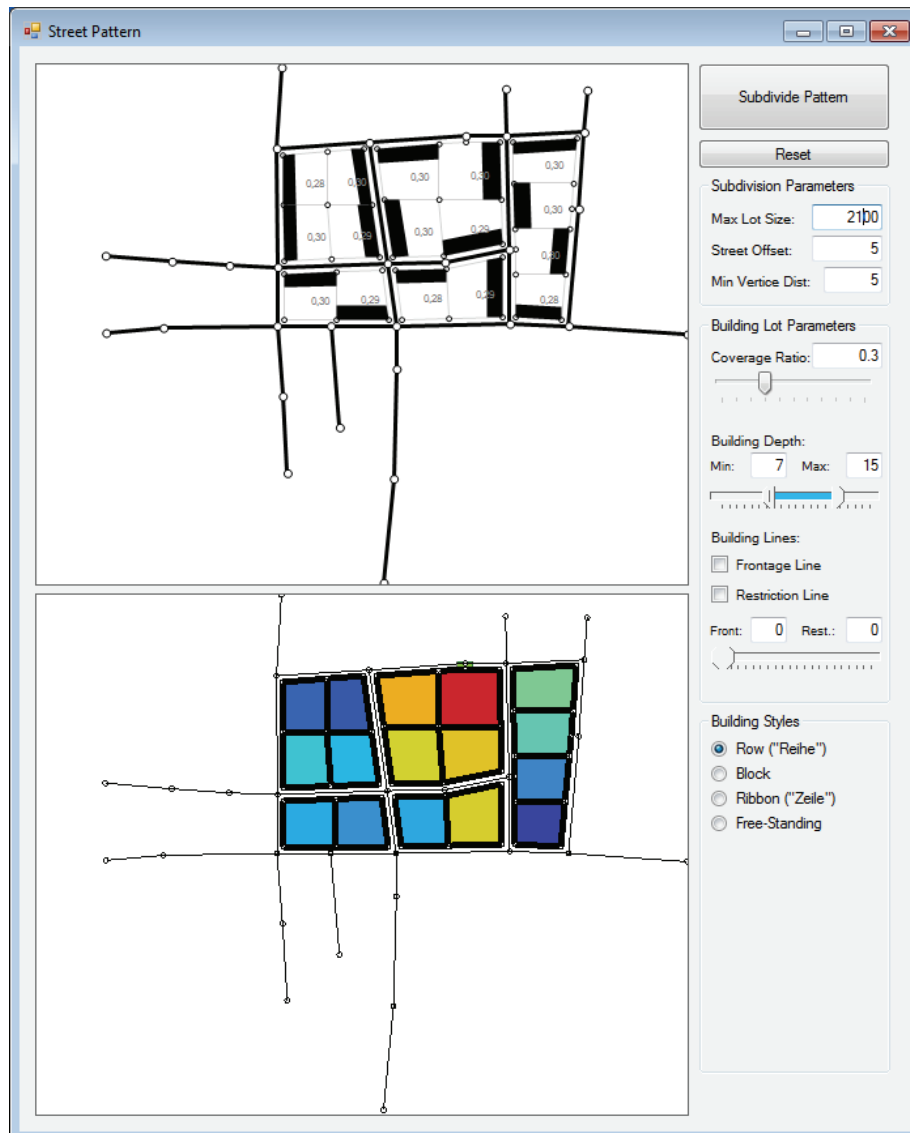 Street Pattern
Subdivide Pattern
Reset
Subdivision Parameters
Max Lot Size: 2100
Street Offset: 5
Min Vertice Dist: 5
Building Lot Parameters
Coverage Ratio: 0.3
Building Depth:
Min: 7 Max: 15
Building Lines:
Frontage Line
Restriction Line
Front: 0 Rest.: 0
Building Styles
Row ("Reihe")
Block
Ribbon ("Zeile")
Free-Standing
0,30
0,28 0,30 0,30 0,30
0,30
0,30 0,29 0,30 0,29
0,30
0,30 0,29 0,28 0,29 0,28